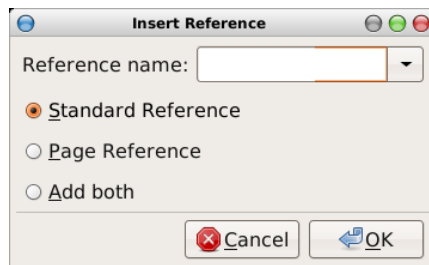 Insert Reference
Reference name:
Standard Reference
Page Reference
Add both
Cancel OK